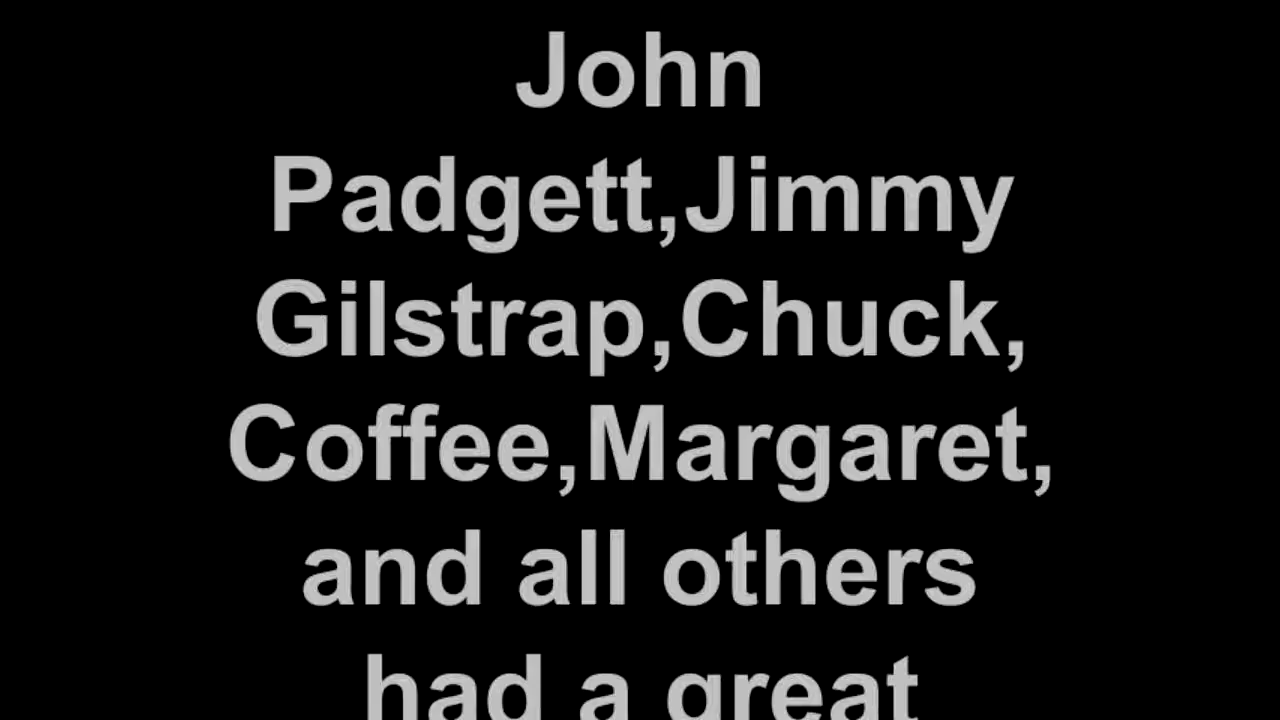 John
Padgett,Jimmy
Gilstrap,Chuck,
Coffee,Margaret,
and all others
had a great